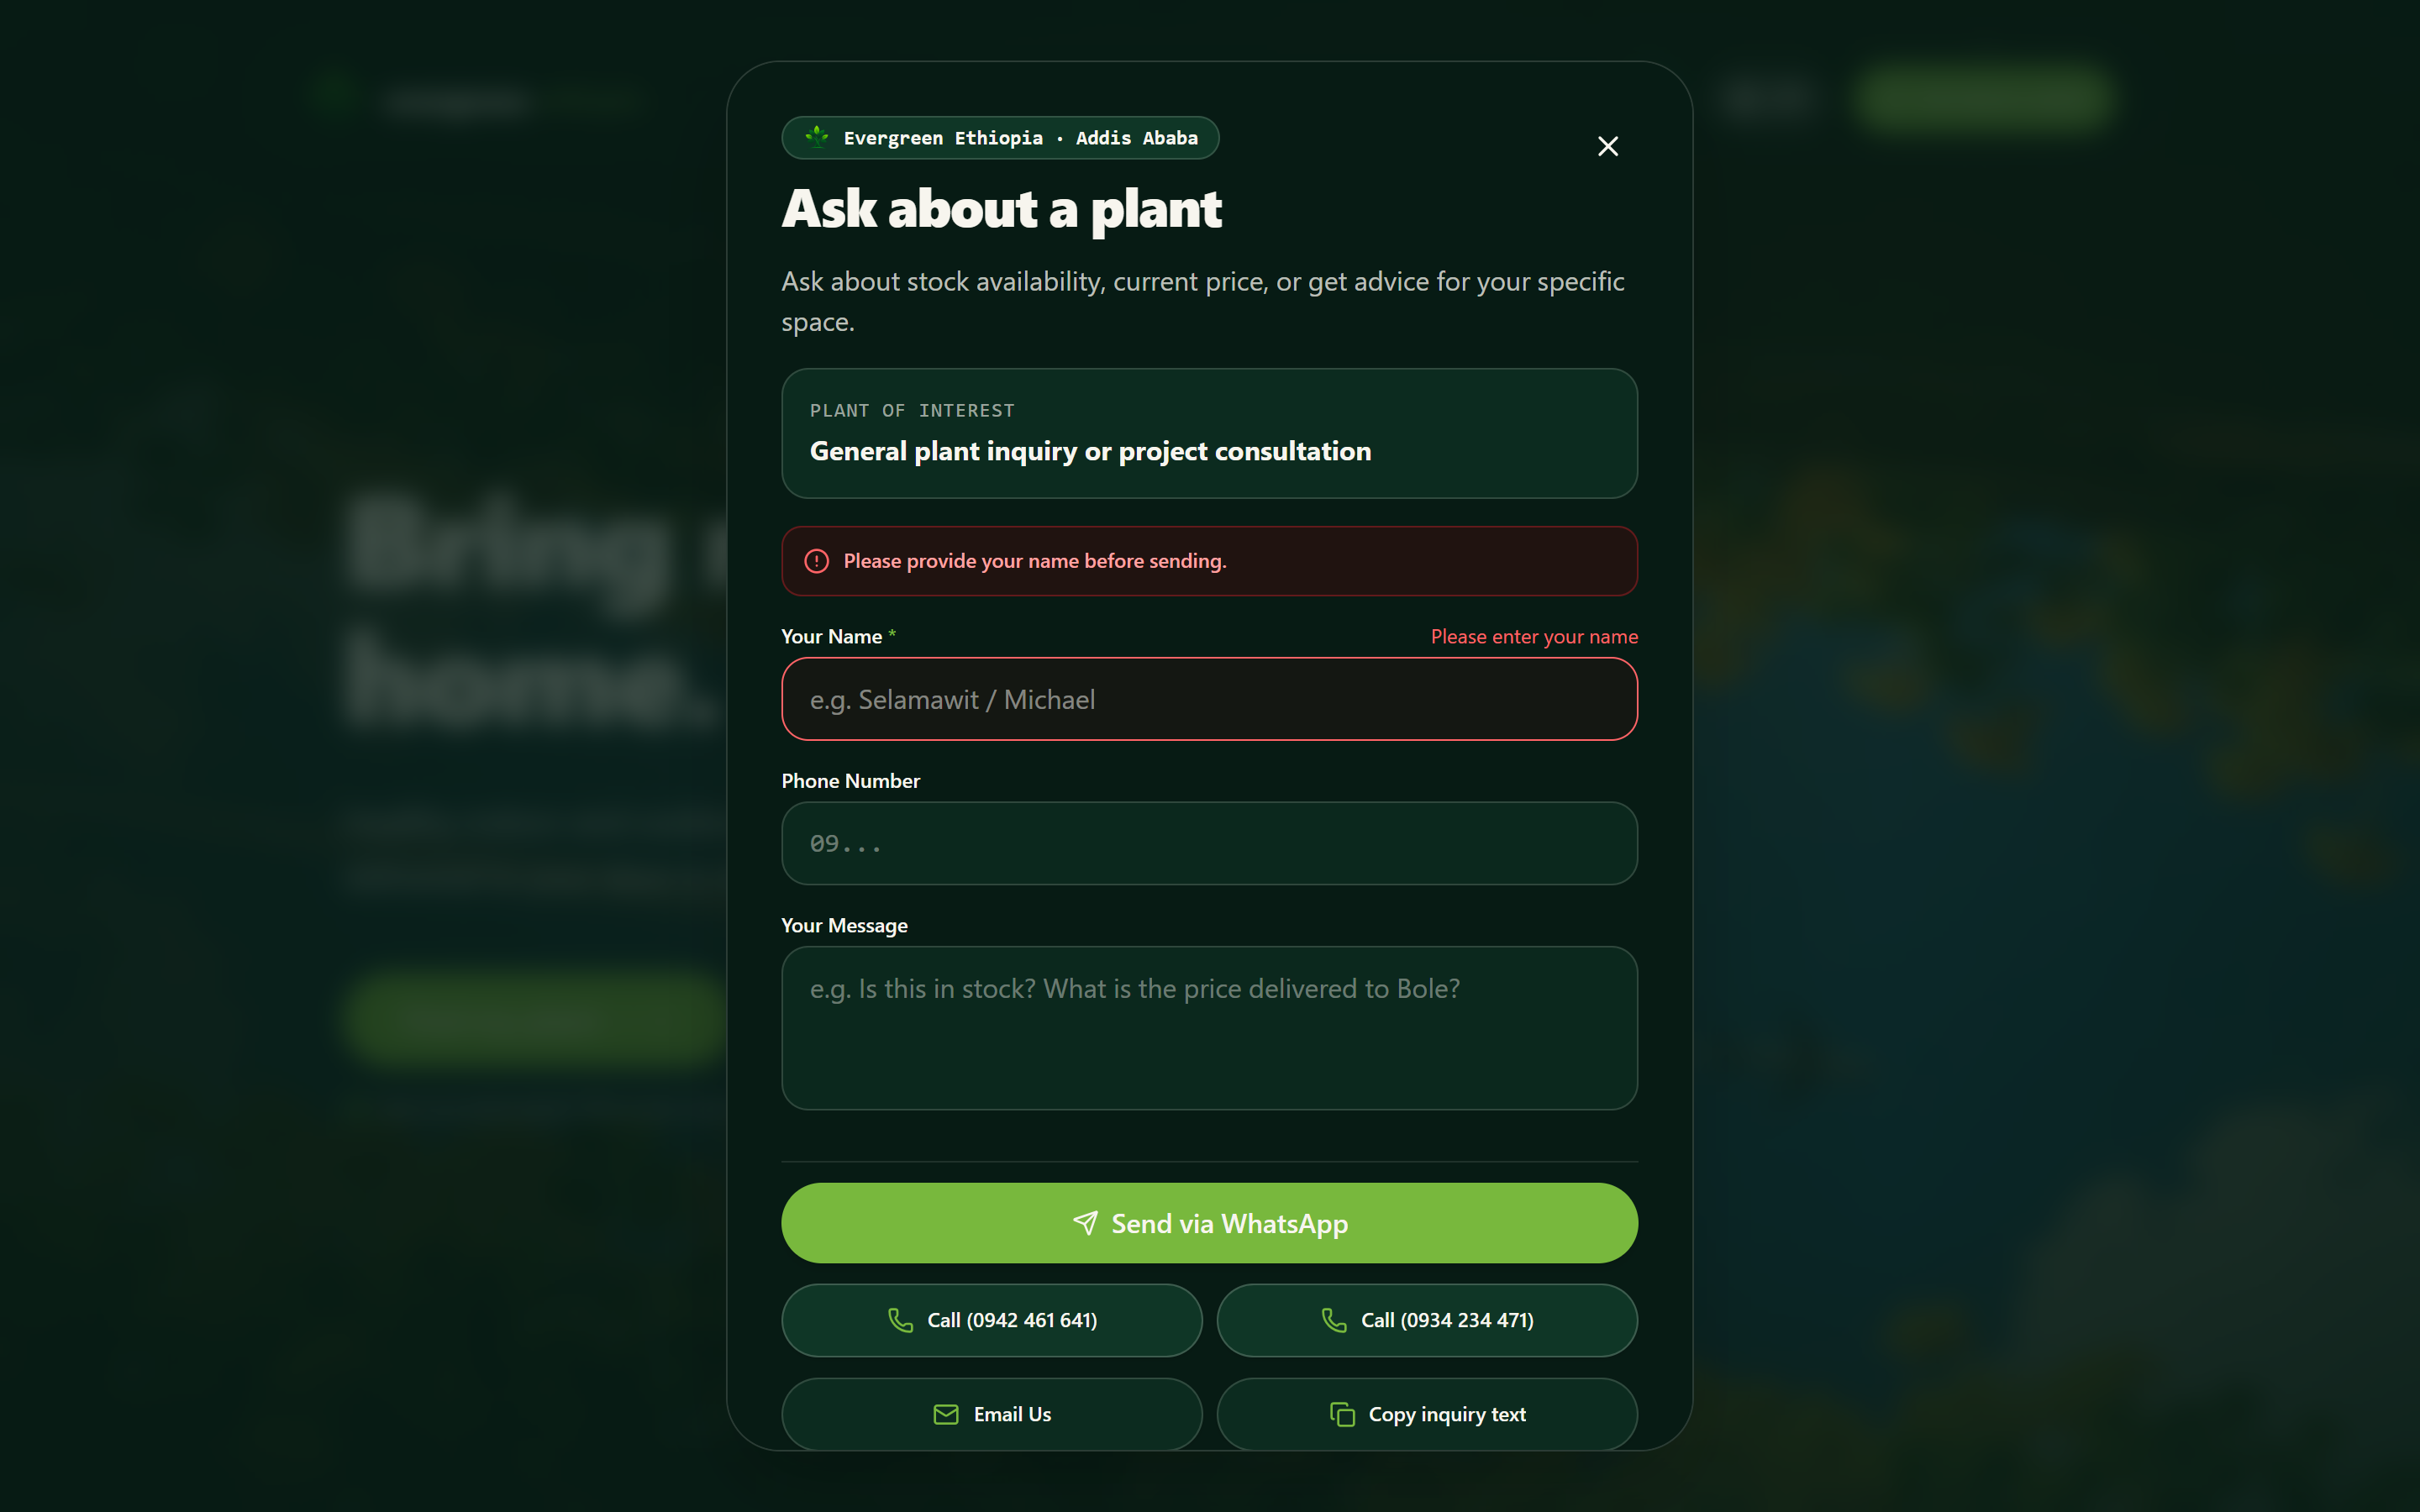 Evergreen Ethiopia • Addis Ababa
Ask about a plant
Ask about stock availability, current price, or get advice for your specific
space.
PLANT OF INTEREST
General plant inquiry or project consultation
Please provide your name before sending.
Your Name *
Please enter your name
e.g. Selamawit / Michael
Phone Number
09...
Your Message
e.g. Is this in stock? What is the price delivered to Bole?
Send via WhatsApp
Call (0942 461 641)
Call (0934 234 471)
Email Us
Copy inquiry text
Bring
home.